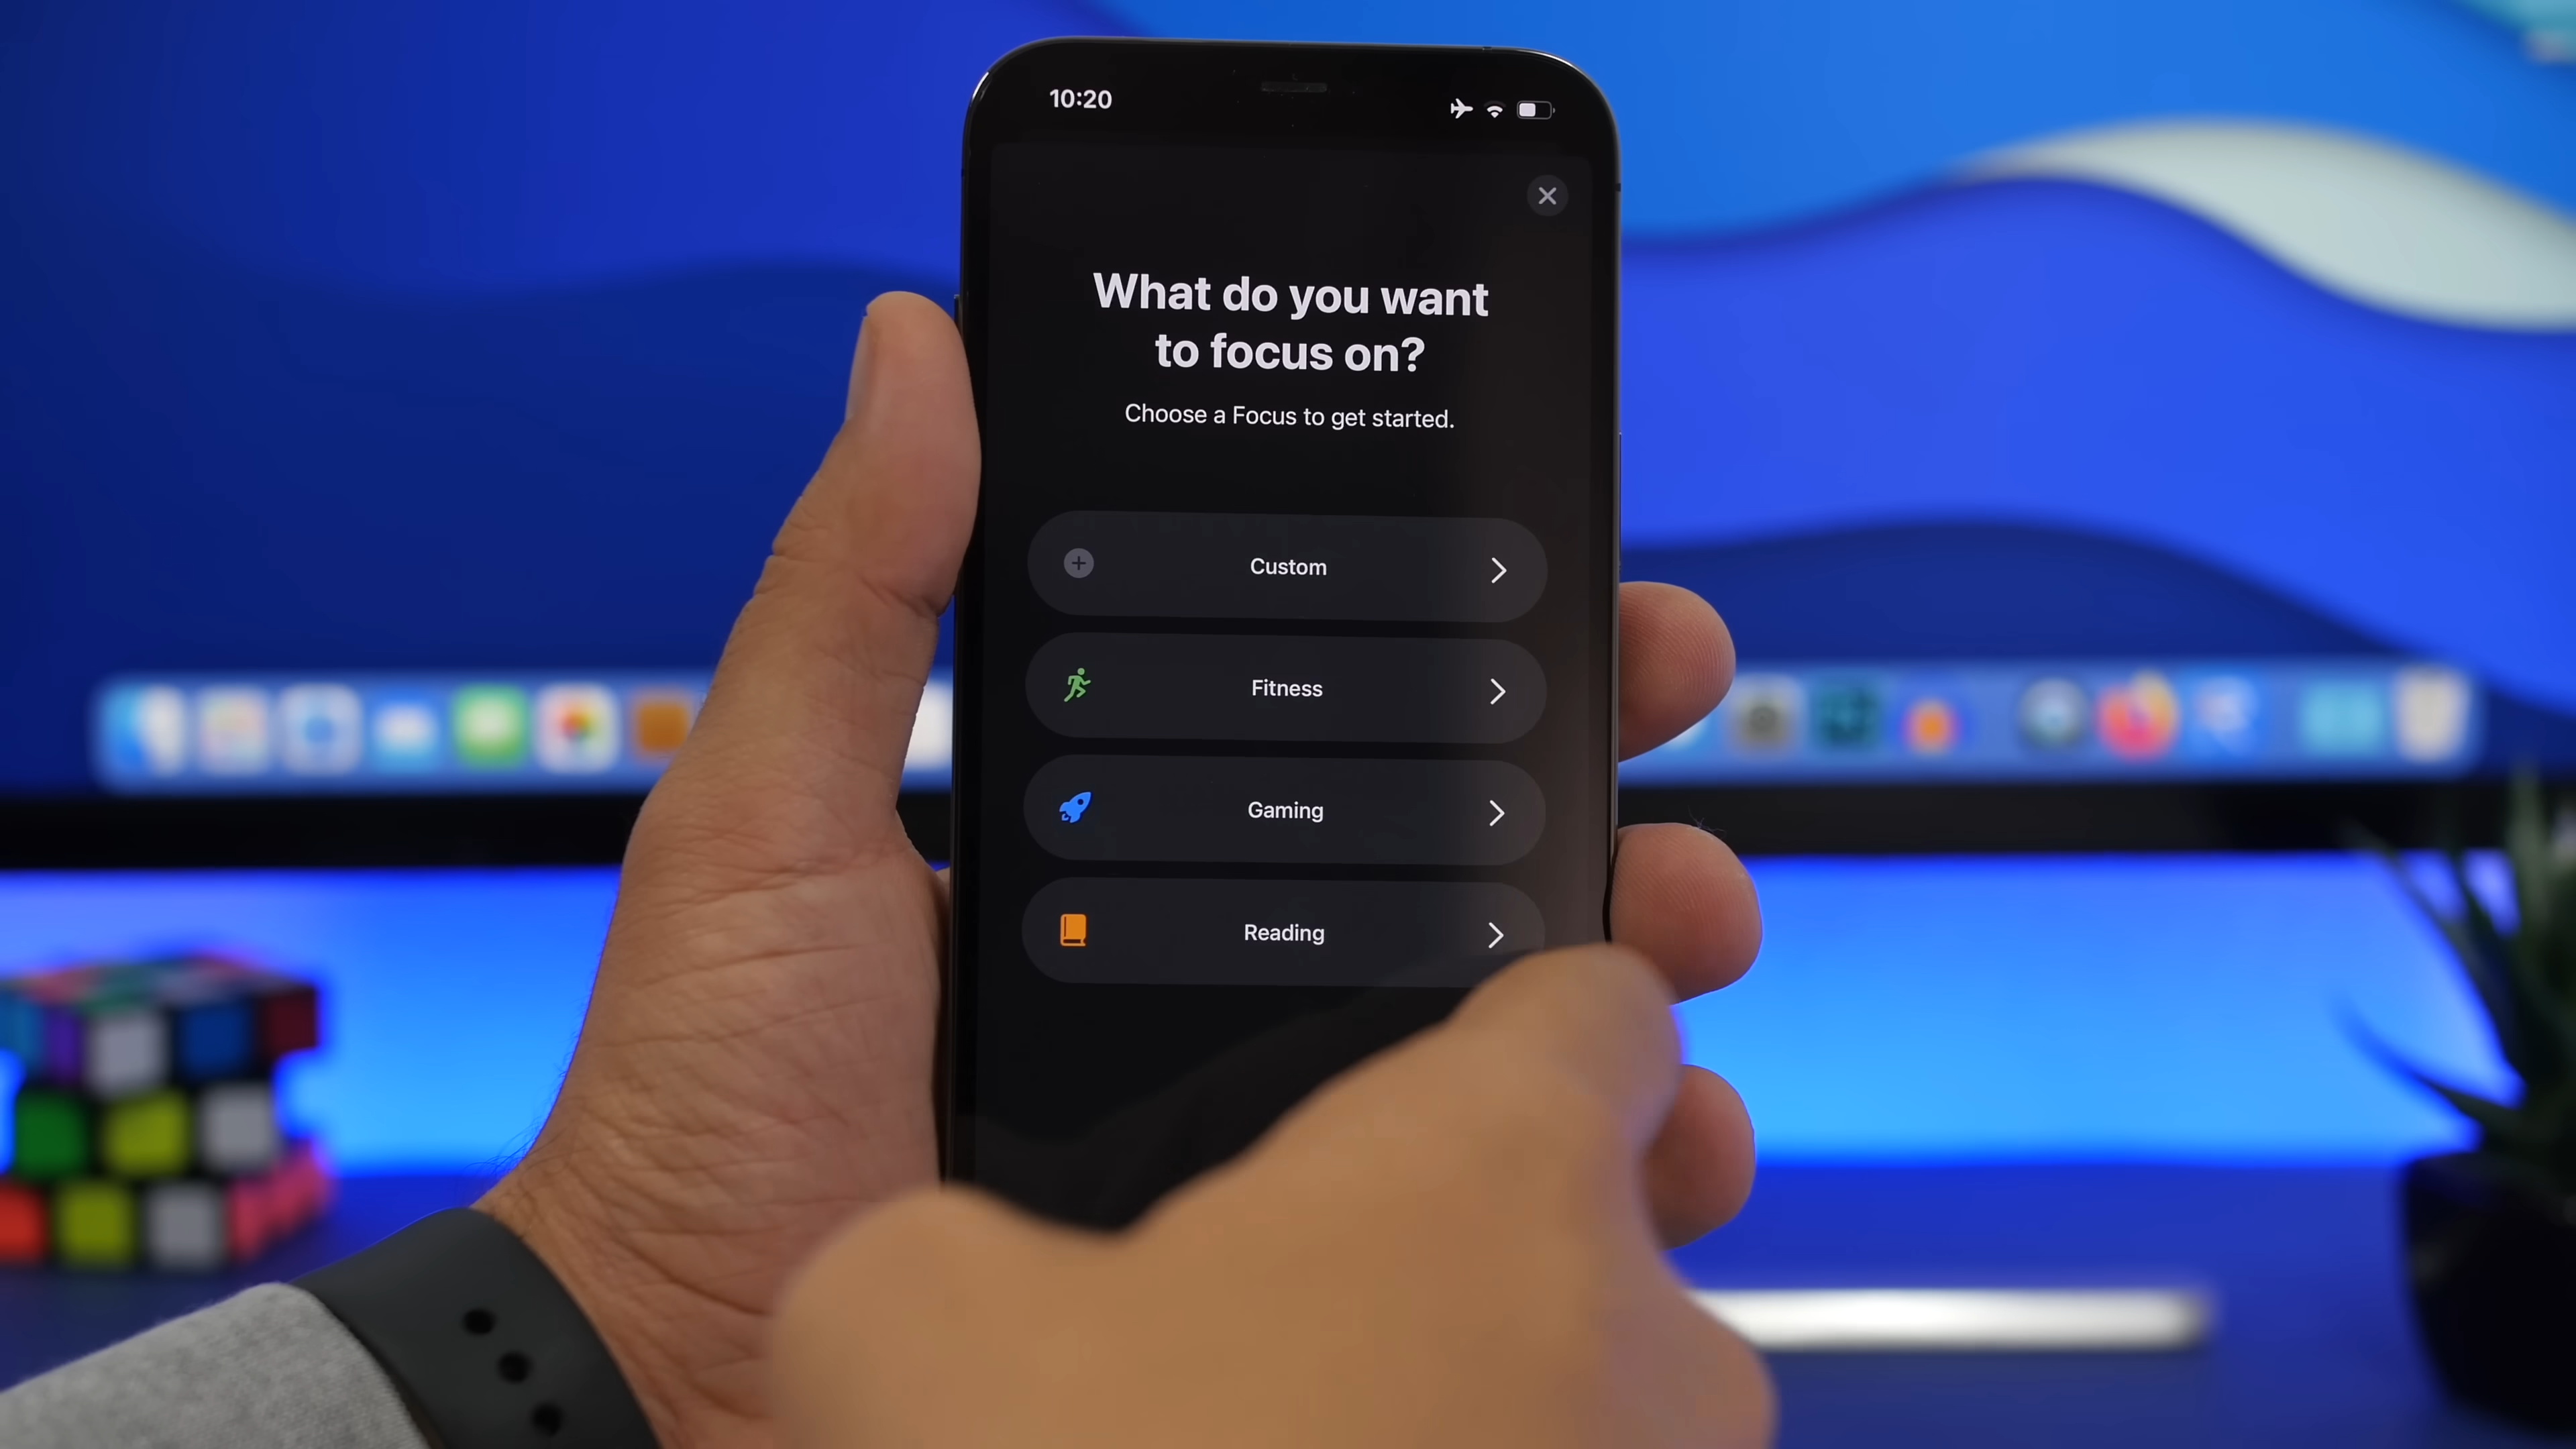 10:20
What do you want
to focus on?
Choose a Focus to get started.
Custom
Fitness
Gaming
Reading